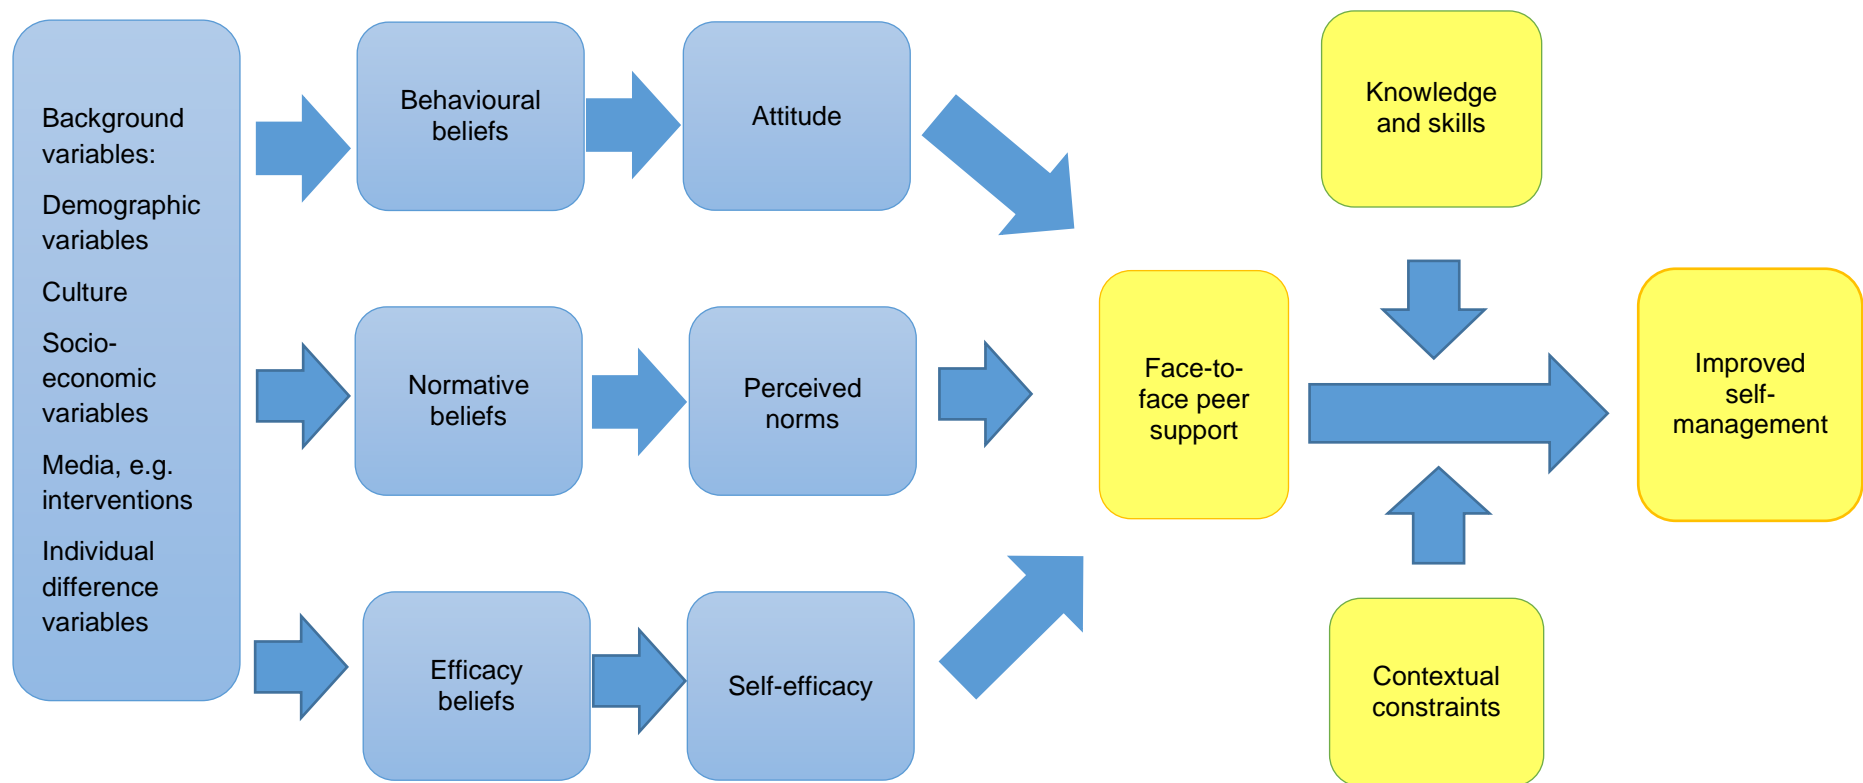 Background
variables:
Demographic
variables
Culture
Socio-
economic
variables
Media, e.g.
interventions
Individual
difference
variables
Behavioural
beliefs
Attitude
Normative
beliefs
Perceived
norms
Efficacy
beliefs
Self-efficacy
Face-to-
face peer
support
Knowledge
and skills
Contextual
constraints
Improved
self-
management